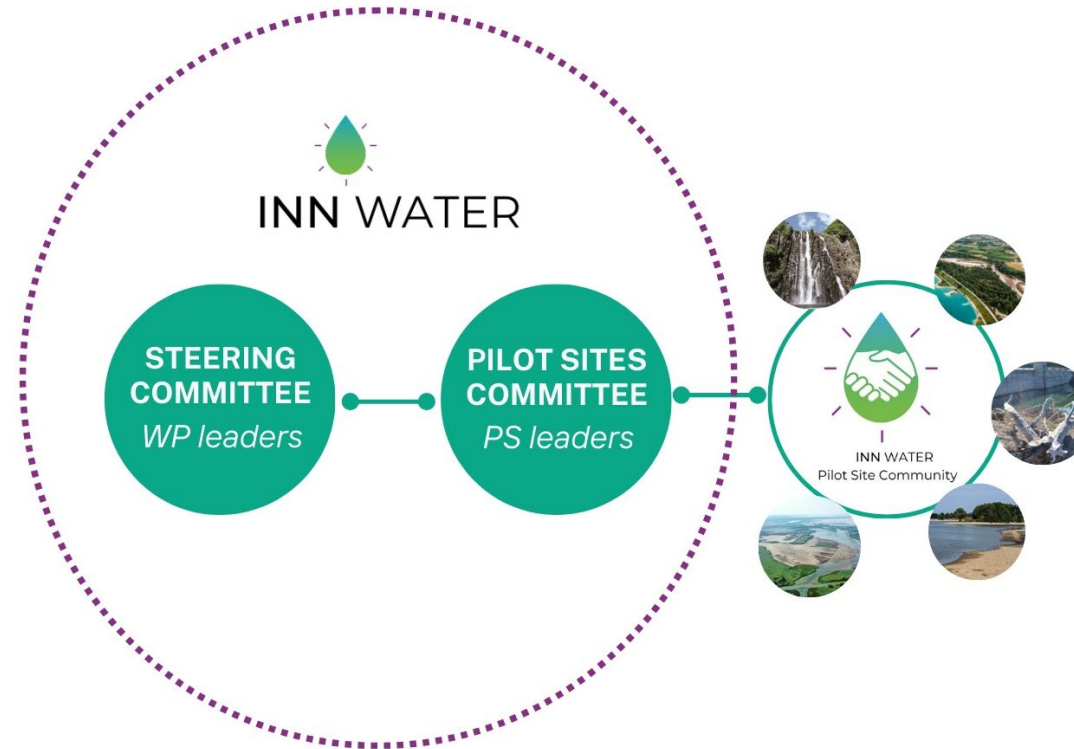 INN WATER
STEERING
COMMITTEE
WP leaders
PILOT SITES
COMMITTEE
PS leaders
INN WATER
Pilot Site Community